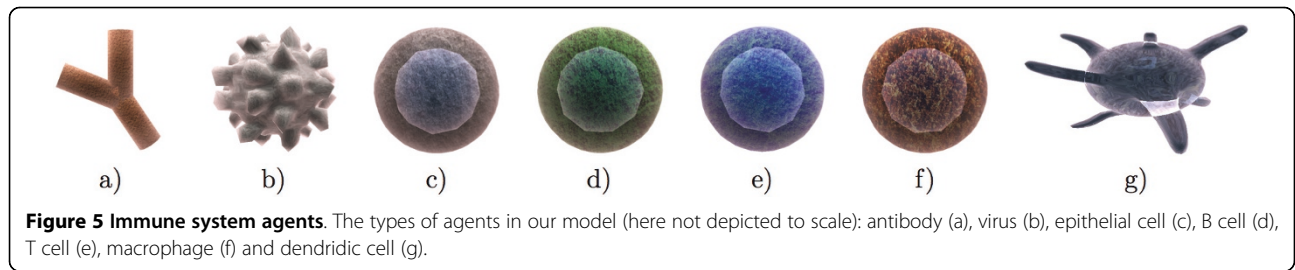 a) b) c) d) e) f) g)
Figure 5 Immune system agents. The types of agents in our model (here not depicted to scale): antibody (a), virus (b), epithelial cell (c), B cell (d),
T cell (e), macrophage (f) and dendridic cell (g).